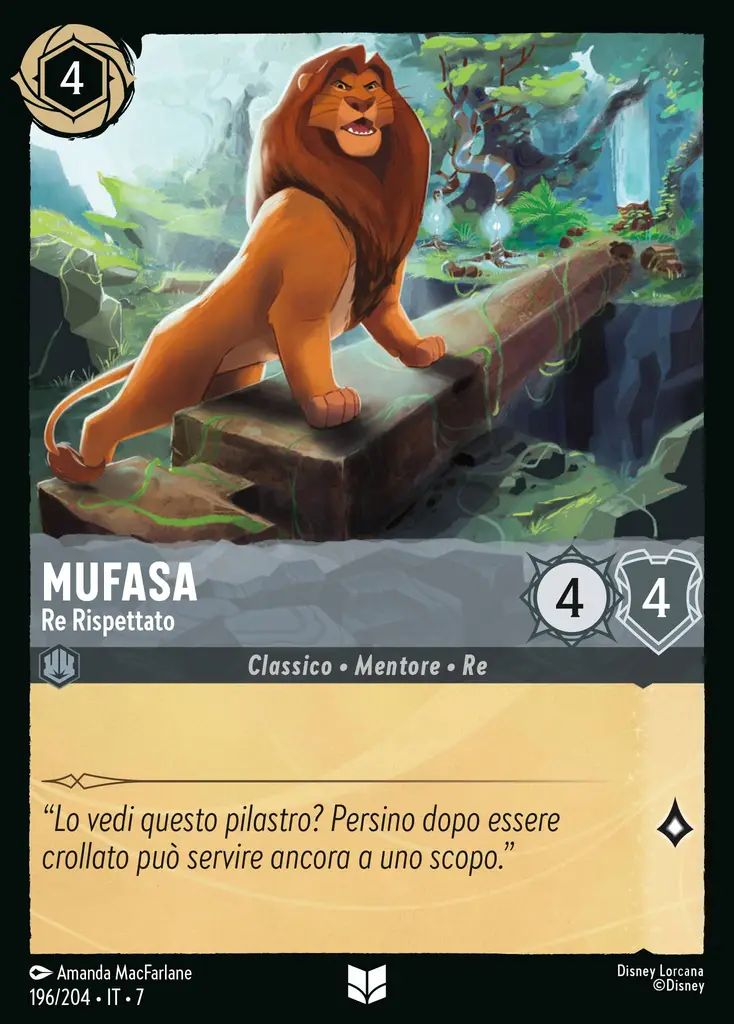 4
MUFASA
Re Rispettato
4
4
Classico • Mentore • Re
“Lo vedi questo pilastro? Persino dopo essere
crollato può servire ancora a uno scopo.”
Amanda MacFarlane
196/204 • IT • 7
Disney Lorcana
©Disney